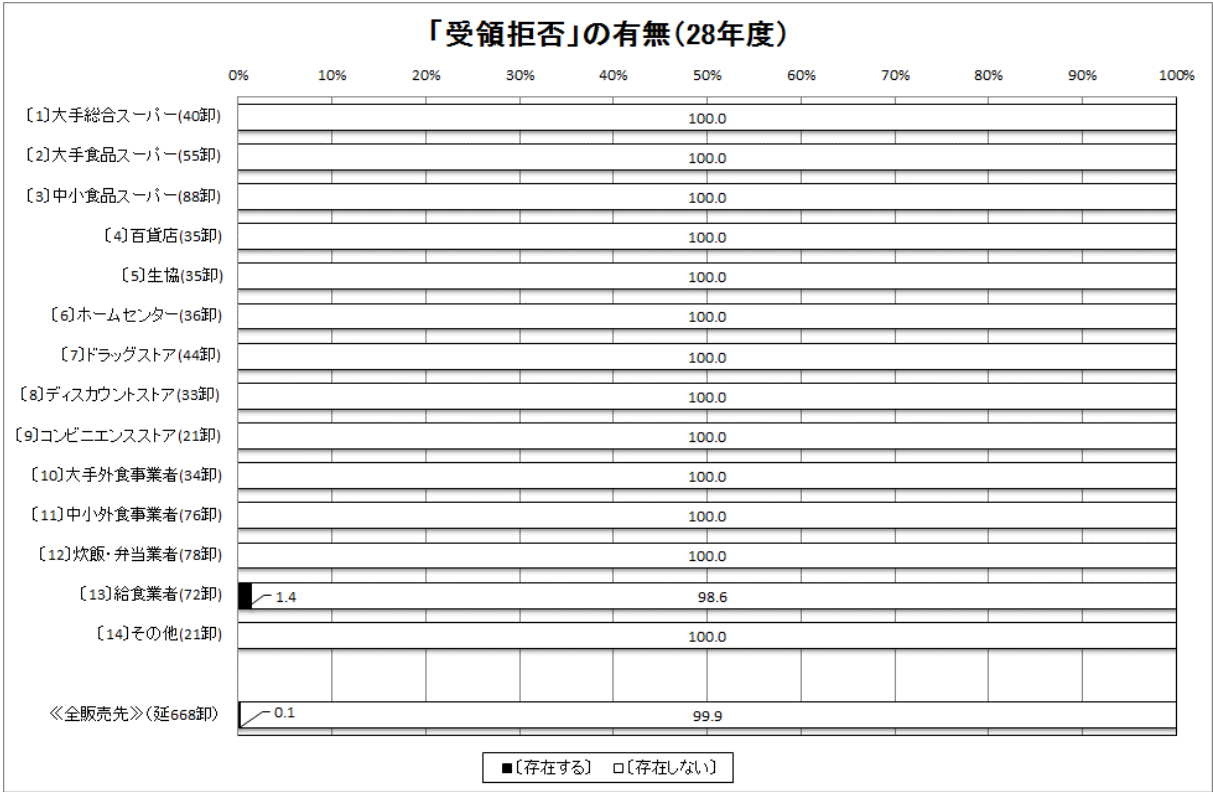 「受領拒否」の有無(28年度)
0% 10% 20% 30% 40% 50% 60% 70% 80% 90% 100%
〔1〕大手総合スーパー(40卸) 100.0
〔2〕大手食品スーパー(55卸) 100.0
〔3〕中小食品スーパー(88卸) 100.0
〔4〕百貨店(35卸) 100.0
〔5〕生協(35卸) 100.0
〔6〕ホームセンター(36卸) 100.0
〔7〕ドラッグストア(44卸) 100.0
〔8〕ディスカウントストア(33卸) 100.0
〔9〕コンビニエンスストア(21卸) 100.0
〔10〕大手外食事業者(34卸) 100.0
〔11〕中小外食事業者(76卸) 100.0
〔12〕炊飯・弁当業者(78卸) 100.0
〔13〕給食業者(72卸) 1.4 98.6
〔14〕その他(21卸) 100.0
≪全販売先≫(延668卸) 0.1 99.9
■〔存在する〕 □〔存在しない〕